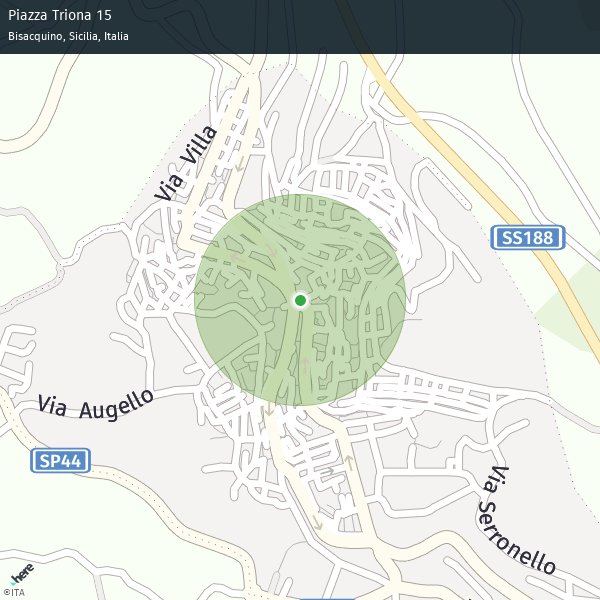 Piazza Triona 15
Bisacquino, Sicilia, Italia
Via Villa
SS188
Via Augello
SP44
Via Serronello
here
©ITA